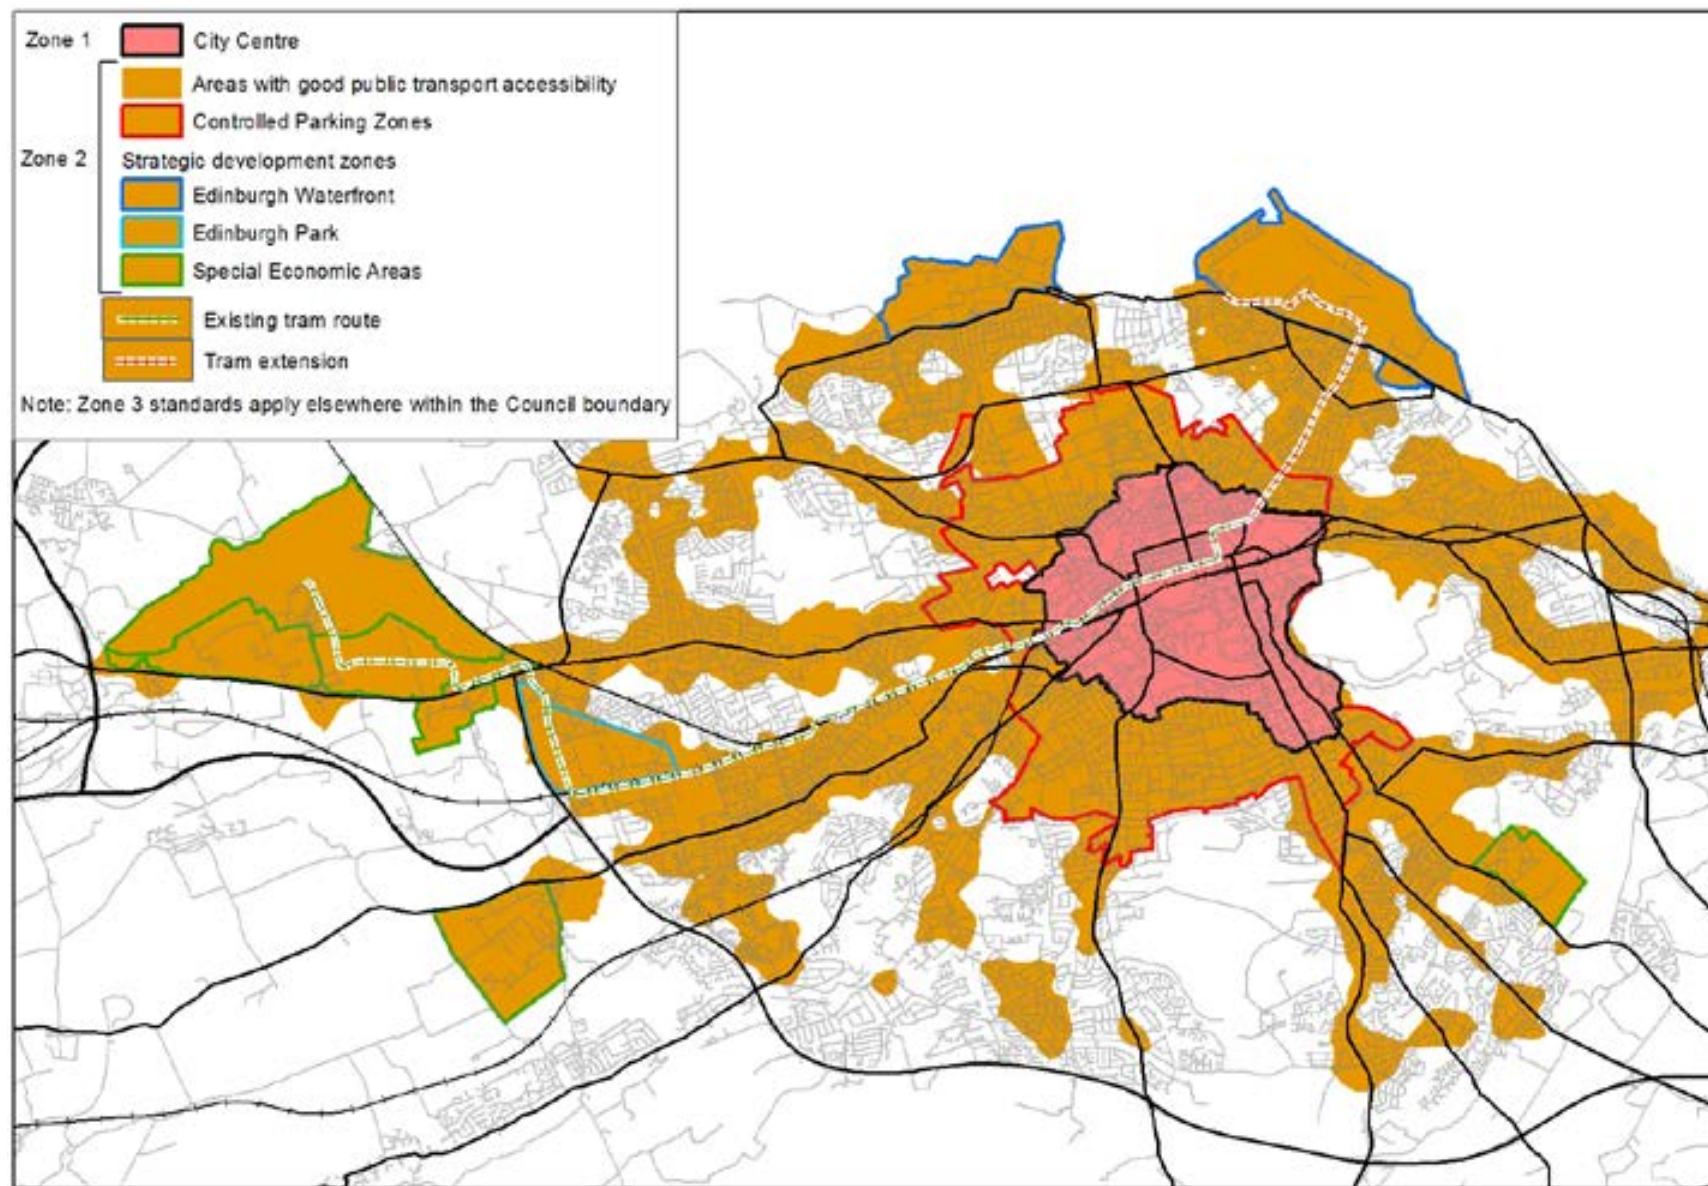 Zone 1 City Centre
Areas with good public transport accessibility
Controlled Parking Zones
Zone 2 Strategic development zones
Edinburgh Waterfront
Edinburgh Park
Special Economic Areas
Existing tram route
Tram extension
Note: Zone 3 standards apply elsewhere within the Council boundary